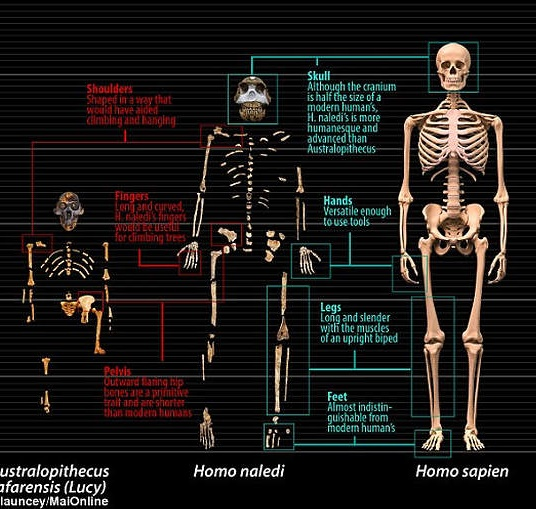 Shoulders
Shaped in a way that
would have aided
climbing and hanging
Skull
Although the cranium
is half the size of a
modern human's,
H. naledi's is more
humanesque and
advanced than
Australopithecus
Fingers
Long and curved,
H. naledi's fingers
would be useful
for climbing trees
Hands
Versatile enough
to use tools
Legs
Long and slender
with the muscles
of an upright biped
Pelvis
Outward flaring hip
bones are a primitive
trail and are shorter
than modern humans
Feet
Almost indistin-
guishable from
modern human's
ustralopithecus
afarensis (Lucy)
Homo naledi
Homo sapien
launcey/MailOnline